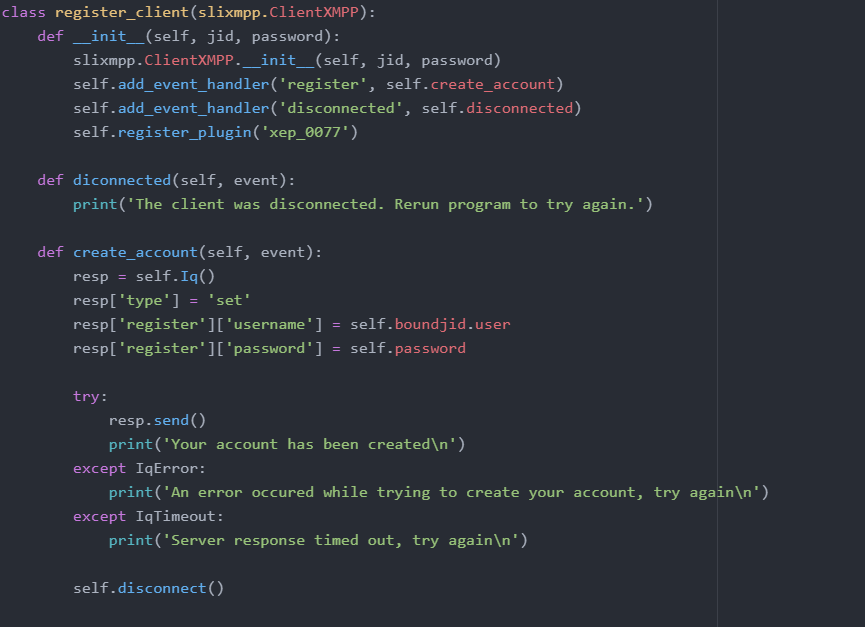 class register_client(slixmpp.ClientXMPP):
    def __init__(self, jid, password):
        slixmpp.ClientXMPP.__init__(self, jid, password)
        self.add_event_handler('register', self.create_account)
        self.add_event_handler('disconnected', self.disconnected)
        self.register_plugin('xep_0077')

    def diconnected(self, event):
        print('The client was disconnected. Rerun program to try again.')

    def create_account(self, event):
        resp = self.Iq()
        resp['type'] = 'set'
        resp['register']['username'] = self.boundjid.user
        resp['register']['password'] = self.password

        try:
            resp.send()
            print('Your account has been created\n')
        except IqError:
            print('An error occured while trying to create your account, try again\n')
        except IqTimeout:
            print('Server response timed out, try again\n')

        self.disconnect()